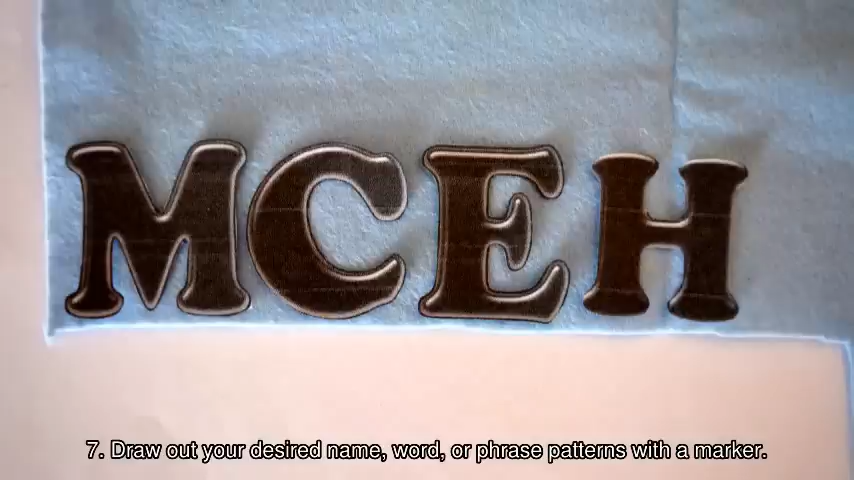 MCEH
7. Draw out your desired name, word, or phrase patterns with a marker.